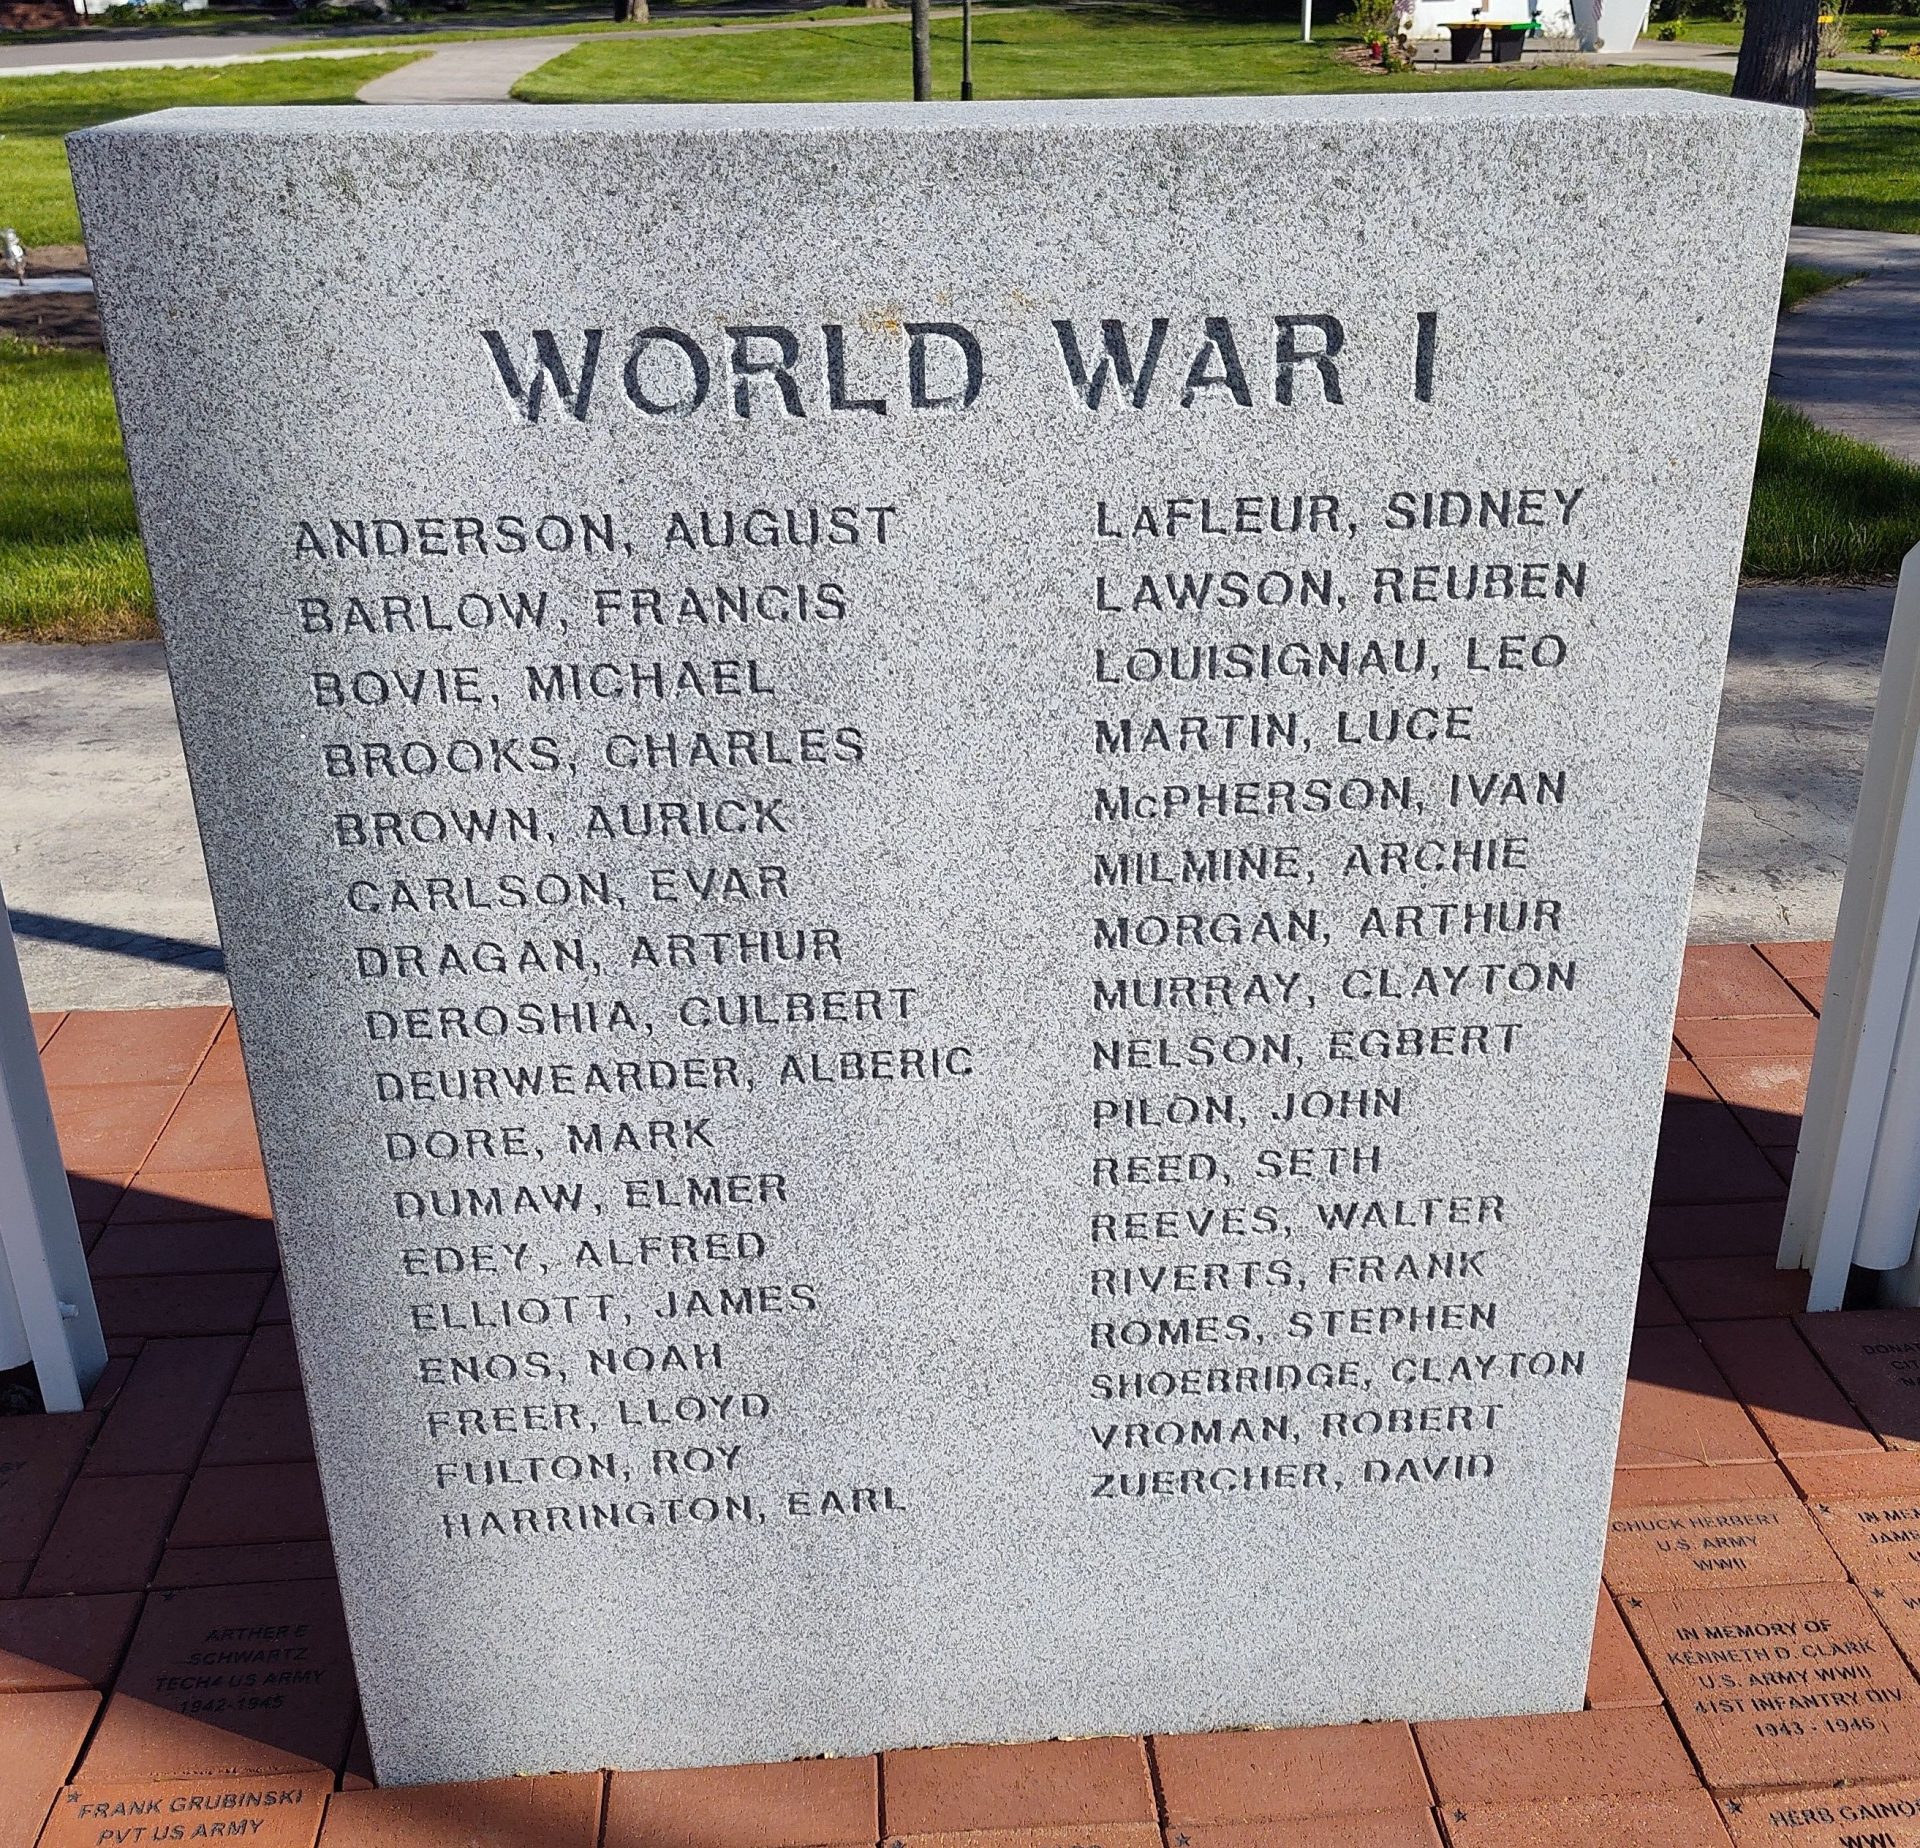 WORLD WAR I
ANDERSON, AUGUST
BARLOW, FRANCIS
BOVIE, MICHAEL
BROOKS, CHARLES
BROWN, AURICK
CARLSON, EVAR
DRAGAN, ARTHUR
DEROSHIA, CULBERT
DEURWEARDER, ALBERIC
DORE, MARK
DUMAW, ELMER
EDEY, ALFRED
ELLIOTT, JAMES
ENOS, NOAH
FREER, LLOYD
FULTON, ROY
HARRINGTON, EARL
LAFLEUR, SIDNEY
LAWSON, REUBEN
LOUISIGNAU, LEO
MARTIN, LUCE
McPHERSON, IVAN
MILMINE, ARCHIE
MORGAN, ARTHUR
MURRAY, CLAYTON
NELSON, EGBERT
PILON, JOHN
REED, SETH
REEVES, WALTER
RIVERTS, FRANK
ROMES, STEPHEN
SHOEBRIDGE, CLAYTON
VROMAN, ROBERT
ZUERCHER, DAVID
ARTHER E
SCHWARTZ
TECH4 US ARMY
1942-1945
FRANK GRUBINSKI
PVT US ARMY
CHUCK HERBERT
U.S. ARMY
WWII
IN MEMORY OF
KENNETH D. CLARK
U.S. ARMY WWII
41ST INFANTRY DIV
1943 - 1946
HERB